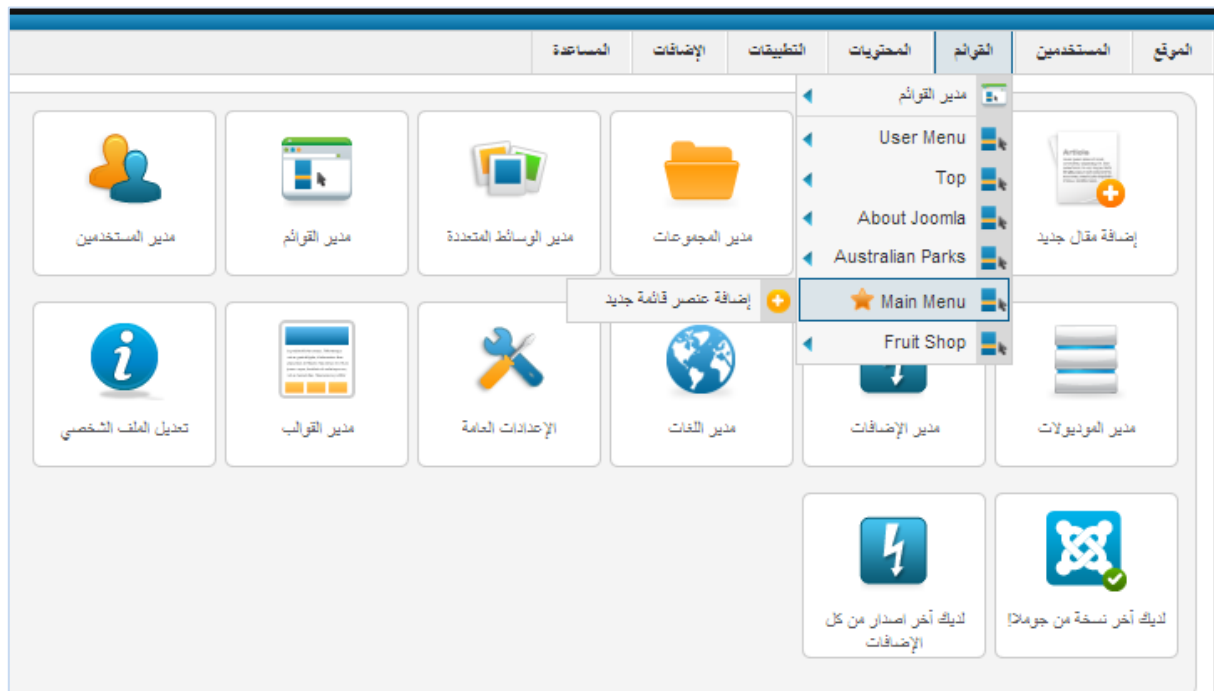 الموقع
المستخدمين
القوائم
المحتويات
التطبيقات
الإضافات
المساعدة
مدير القوائم
User Menu
Top
About Joomla
Australian Parks
Main Menu
إضافة عنصر قائمة جديد
Fruit Shop
Article
إضافة مقال جديد
مدير المجموعات
مدير الوسائط المتعددة
مدير القوائم
مدير المستخدمين
مدير الموديولات
مدير الإضافات
مدير اللغات
الإعدادات العامة
مدير القوالب
تعديل الملف الشخصي
لديك أخر نسخة من جوملا!
لديك أخر اصدار من كل
الإضافات